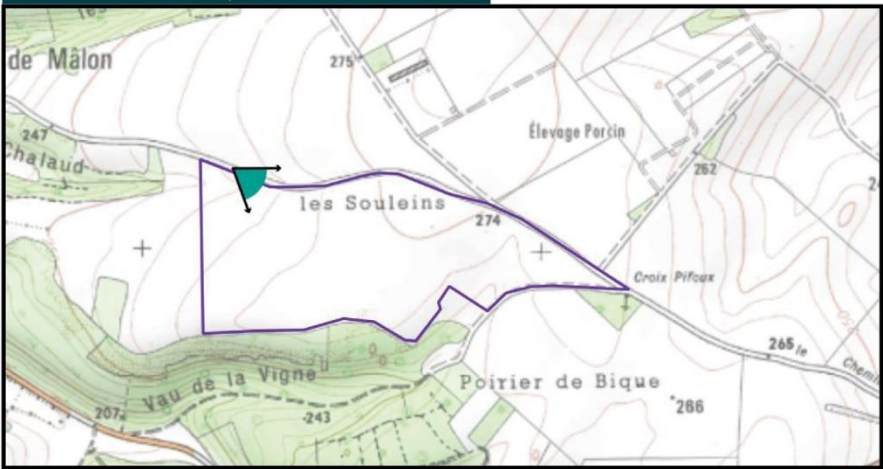 de Mâlon
275
247
Chalaud
Élevage Porcin
262
les Souleins
274
Croix Pifoux
265
le
Chemin
Vau de la Vigne
Poirier de Bique
266
207
243